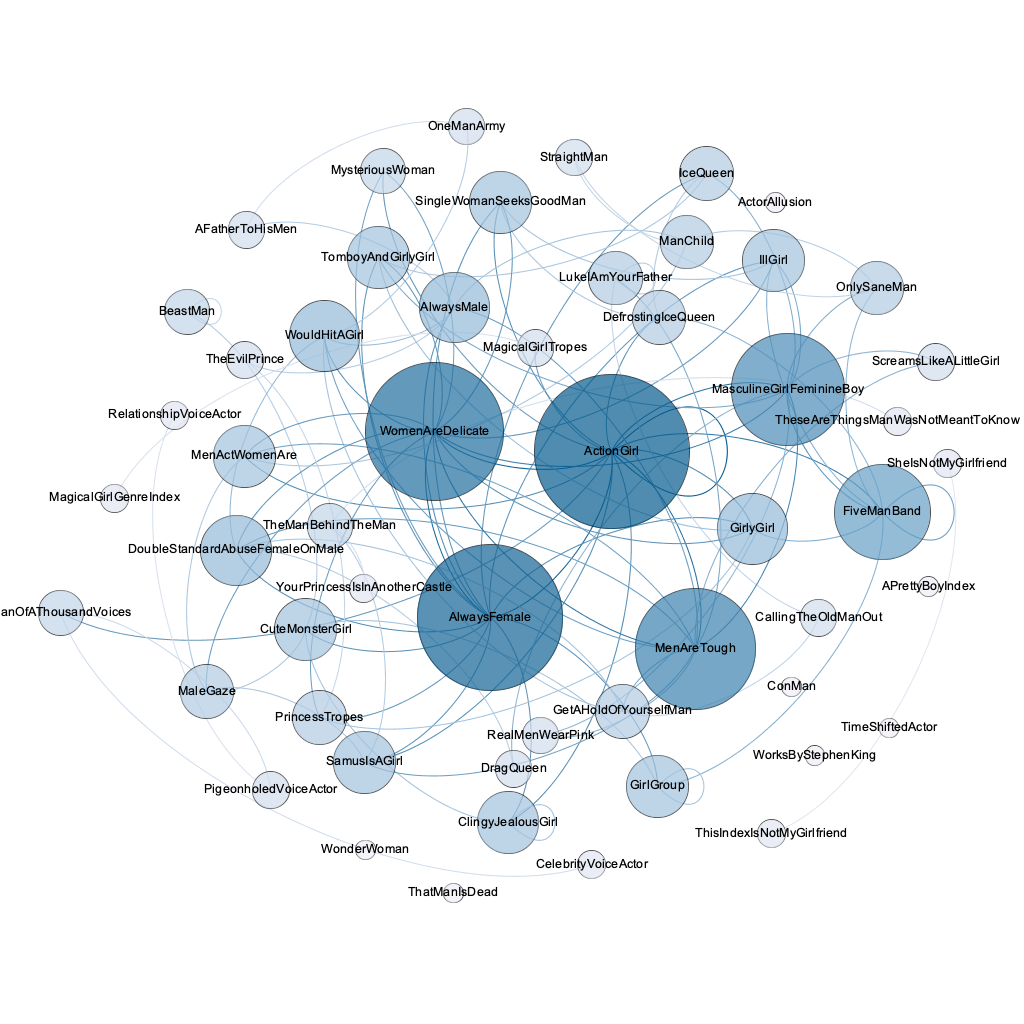 OneManArmy
StraightMan
MysteriousWoman
IceQueen
SingleWomanSeeksGoodMan
ActorAllusion
AFatherToHisMen
ManChild
TomboyAndGirlyGirl
IllGirl
LukeIAmYourFather
OnlySaneMan
AlwaysMale
BeastMan
DefrostingIceQueen
WouldHitAGirl
MagicalGirlTropes
TheEvilPrince
ScreamsLikeALittleGirl
MasculineGirlFeminineBoy
RelationshipVoiceActor
TheseAreThingsManWasNotMeantToKnow
WomenAreDelicate
ActionGirl
MenActWomenAre
SheIsNotMyGirlfriend
MagicalGirlGenreIndex
FiveManBand
TheManBehindTheMan
GirlyGirl
DoubleStandardAbuseFemaleOnMale
YourPrincessIsInAnotherCastle
APrettyBoyIndex
anOfAThousandVoices
AlwaysFemale
CallingTheOldManOut
CuteMonsterGirl
MenAreTough
ConMan
MaleGaze
GetAHoldOfYourselfMan
PrincessTropes
TimeShiftedActor
RealMenWearPink
WorksByStephenKing
SamusIsAGirl
DragQueen
GirlGroup
PigeonholedVoiceActor
ClingyJealousGirl
ThisIndexIsNotMyGirlfriend
WonderWoman
CelebrityVoiceActor
ThatManIsDead